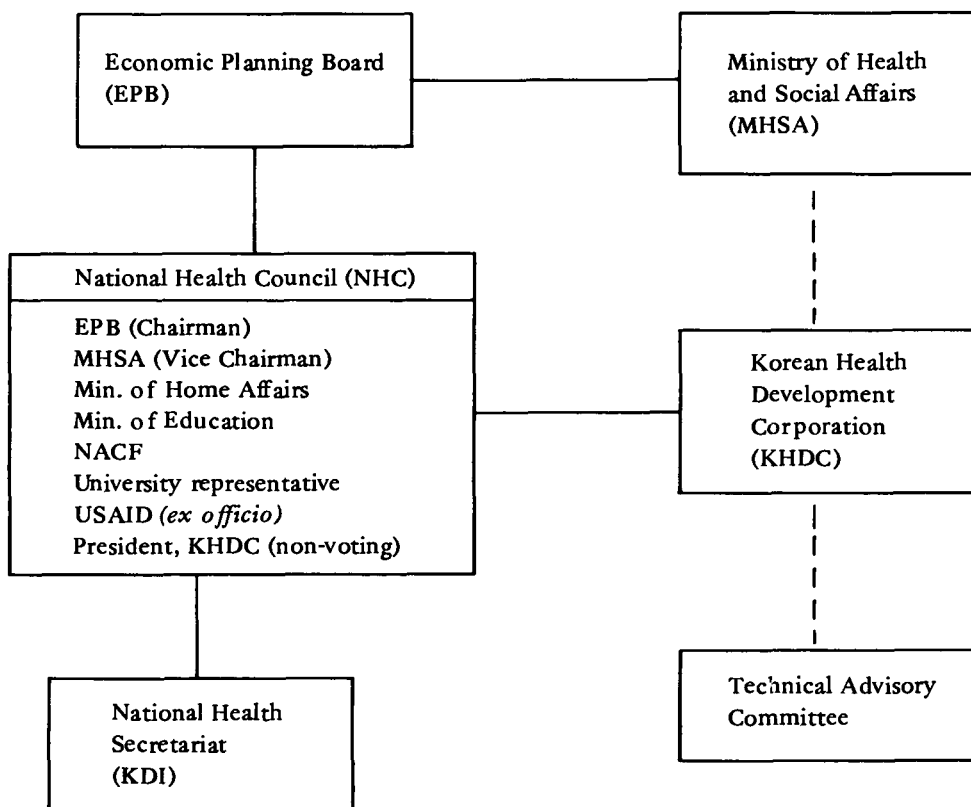 Economic Planning Board
(EPB)
Ministry of Health
and Social Affairs
(MHSA)
National Health Council (NHC)
EPB (Chairman)
MHSA (Vice Chairman)
Min. of Home Affairs
Min. of Education
NACF
University representative
USAID (ex officio)
President, KHDC (non-voting)
Korean Health
Development
Corporation
(KHDC)
National Health
Secretariat
(KDI)
Technical Advisory
Committee